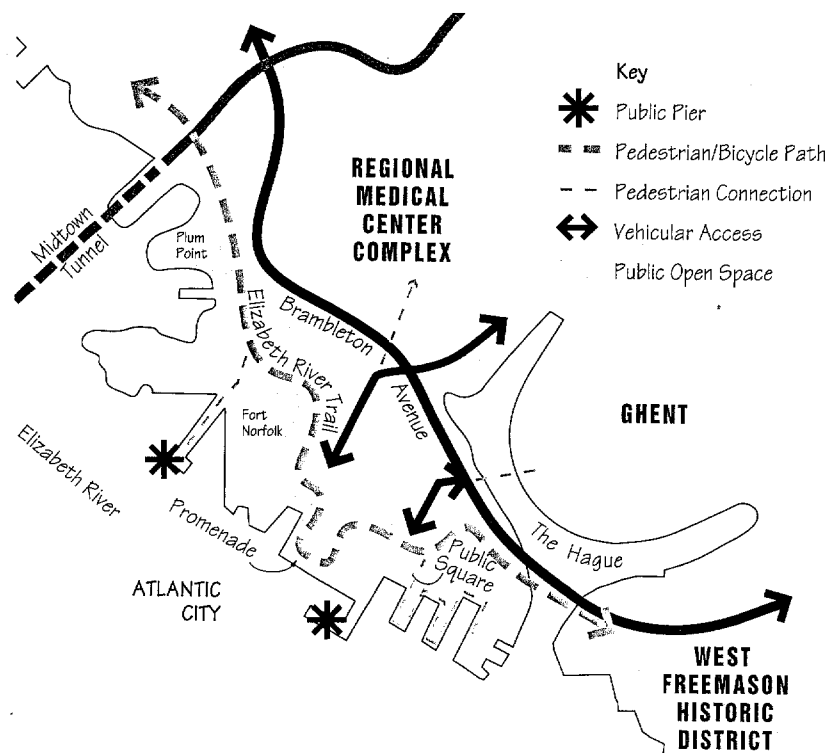 Key
Public Pier
Pedestrian/Bicycle Path
Pedestrian Connection
Vehicular Access
Public Open Space
REGIONAL
MEDICAL
CENTER
COMPLEX
Midtown
Tunnel
Plum
Point
Elizabeth River Trail
Brambleton
Avenue
GHENT
Fort
Norfolk
Elizabeth River
Promenade
Public
Square
The Hague
ATLANTIC
CITY
WEST
FREEMASON
HISTORIC
DISTRICT